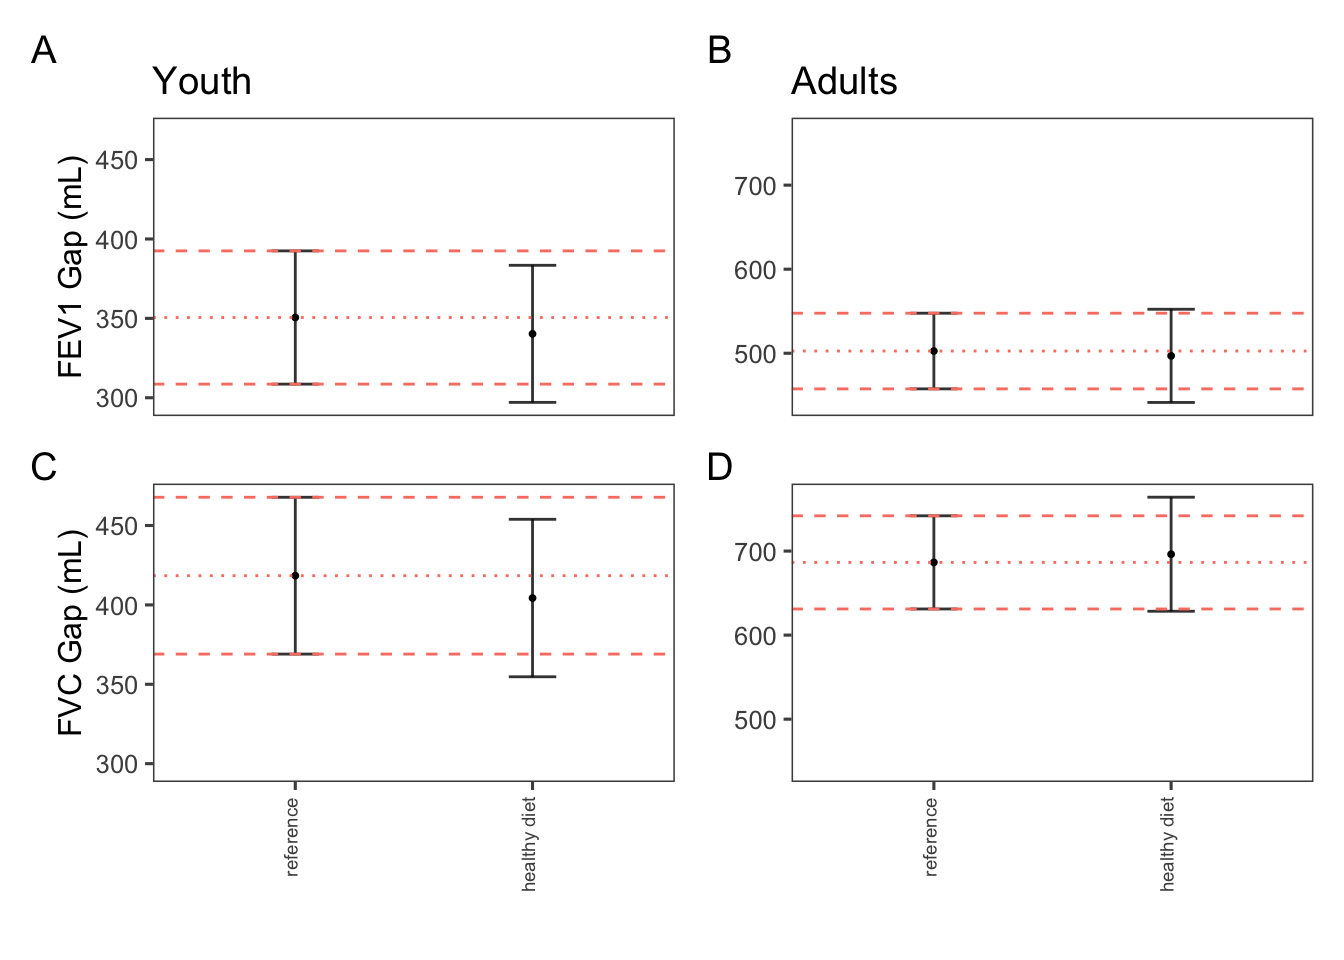 A
Youth
FEV1 Gap (mL)
450
400
350
300
B
Adults
700
600
500
C
FVC Gap (mL)
450
400
350
300
reference
healthy diet
D
700
600
500
reference
healthy diet